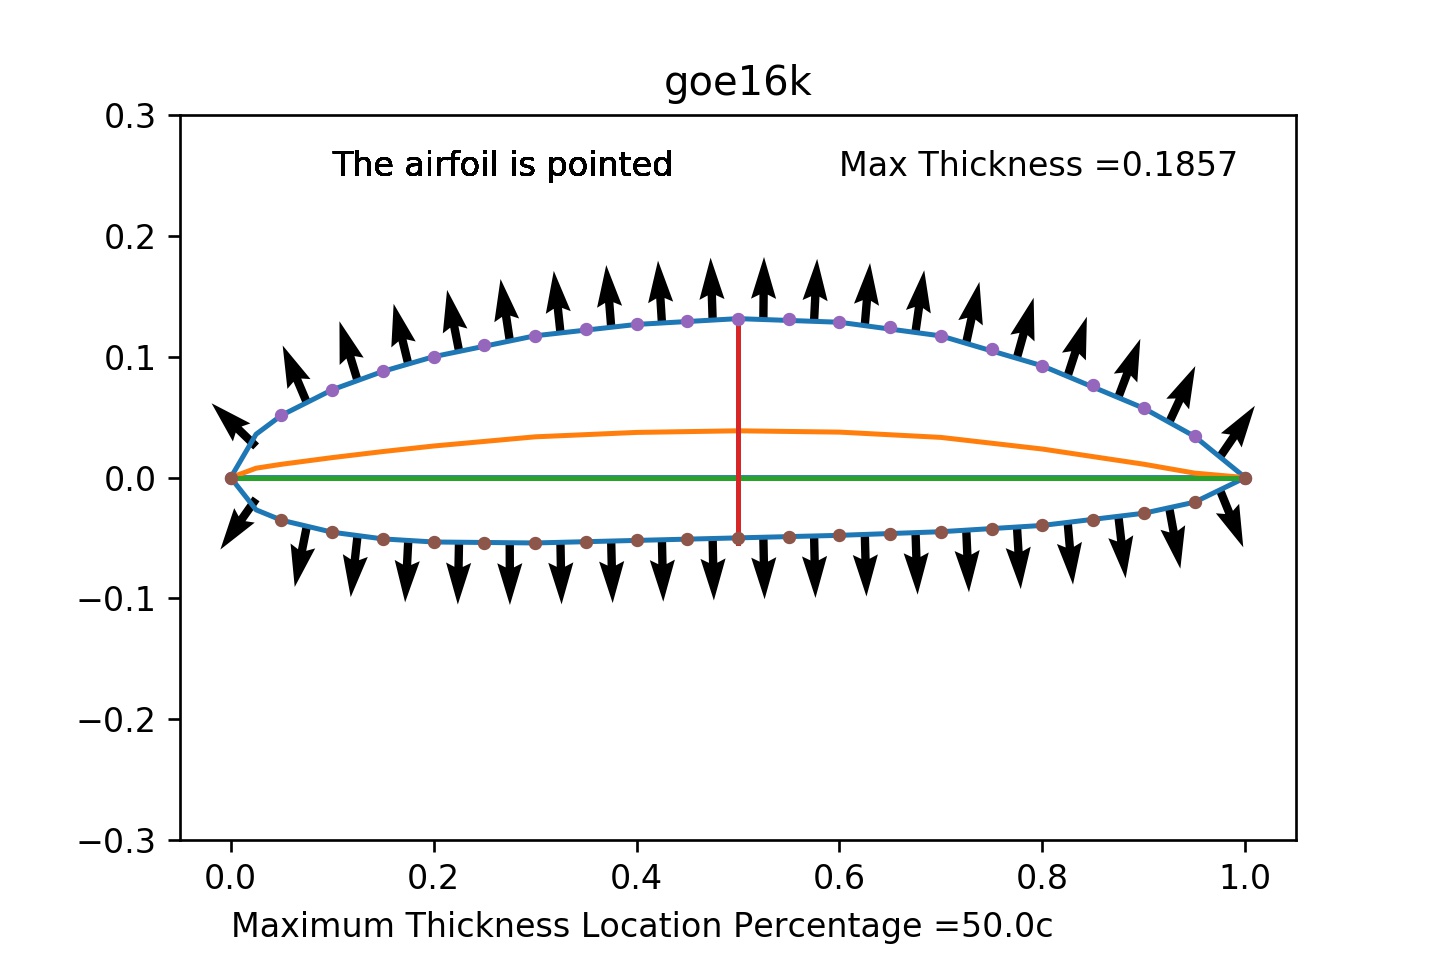 goe16k
The airfoil is pointed
Max Thickness =0.1857
0.3
0.2
0.1
0.0
−0.1
−0.2
−0.3
0.0 0.2 0.4 0.6 0.8 1.0
Maximum Thickness Location Percentage =50.0c